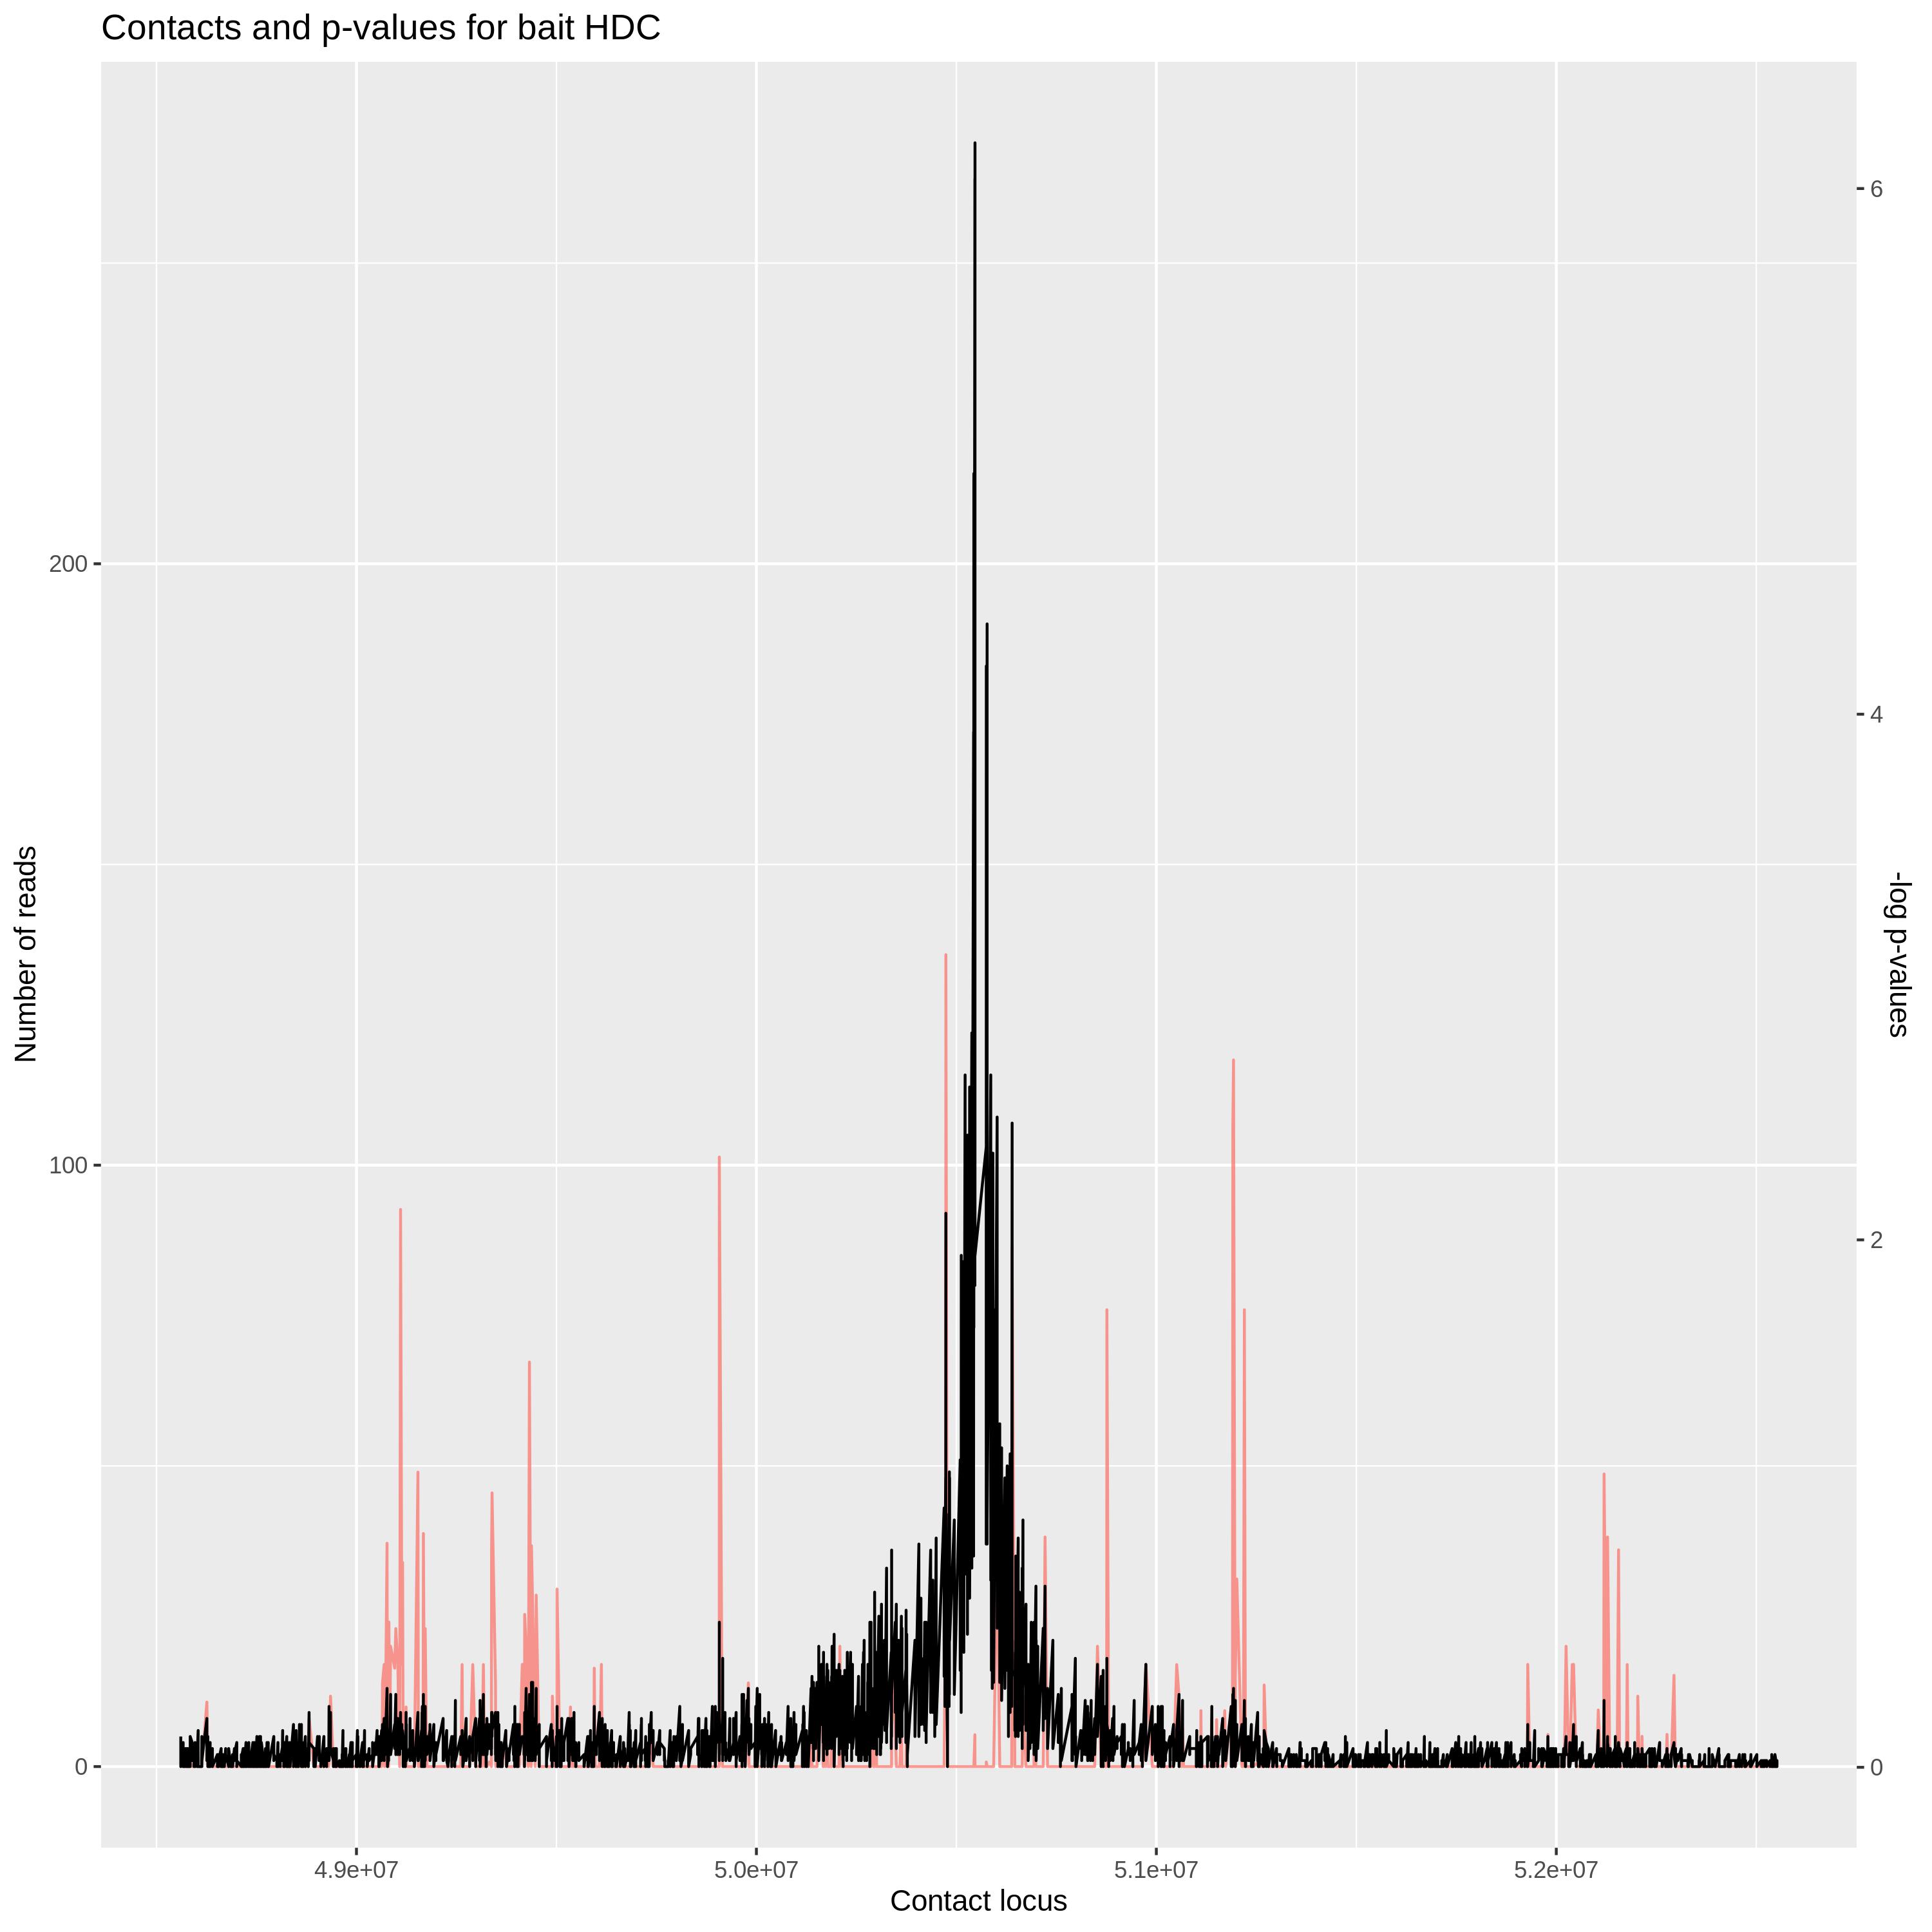 Contacts and p-values for bait HDC
Number of reads
200
100
0
6
4
2
0
-log p-values
4.9e+07
5.0e+07
5.1e+07
5.2e+07
Contact locus